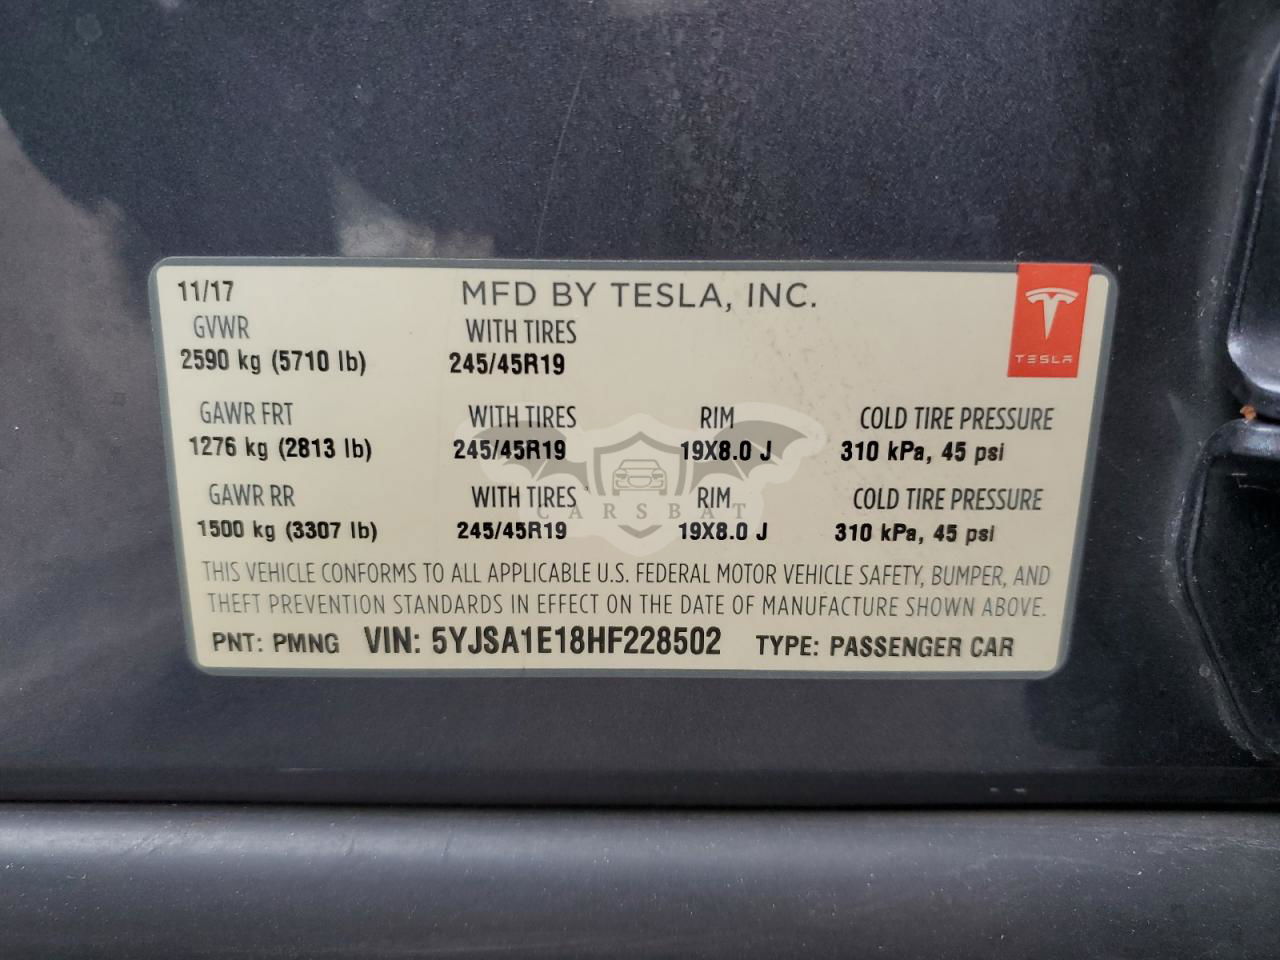 11/17 MFD BY TESLA, INC.
GVWR WITH TIRES
2590 kg (5710 lb) 245/45R19
TESLA
GAWR FRT WITH TIRES RIM COLD TIRE PRESSURE
1276 kg (2813 lb) 245/45R19 19X8.0 J 310 kPa, 45 psi
GAWR RR WITH TIRES RIM COLD TIRE PRESSURE
CARSBAT
1500 kg (3307 lb) 245/45R19 19X8.0 J 310 kPa, 45 psi
THIS VEHICLE CONFORMS TO ALL APPLICABLE U.S. FEDERAL MOTOR VEHICLE SAFETY, BUMPER, AND
THEFT PREVENTION STANDARDS IN EFFECT ON THE DATE OF MANUFACTURE SHOWN ABOVE.
PNT: PMNG VIN: 5YJSA1E18HF228502 TYPE: PASSENGER CAR